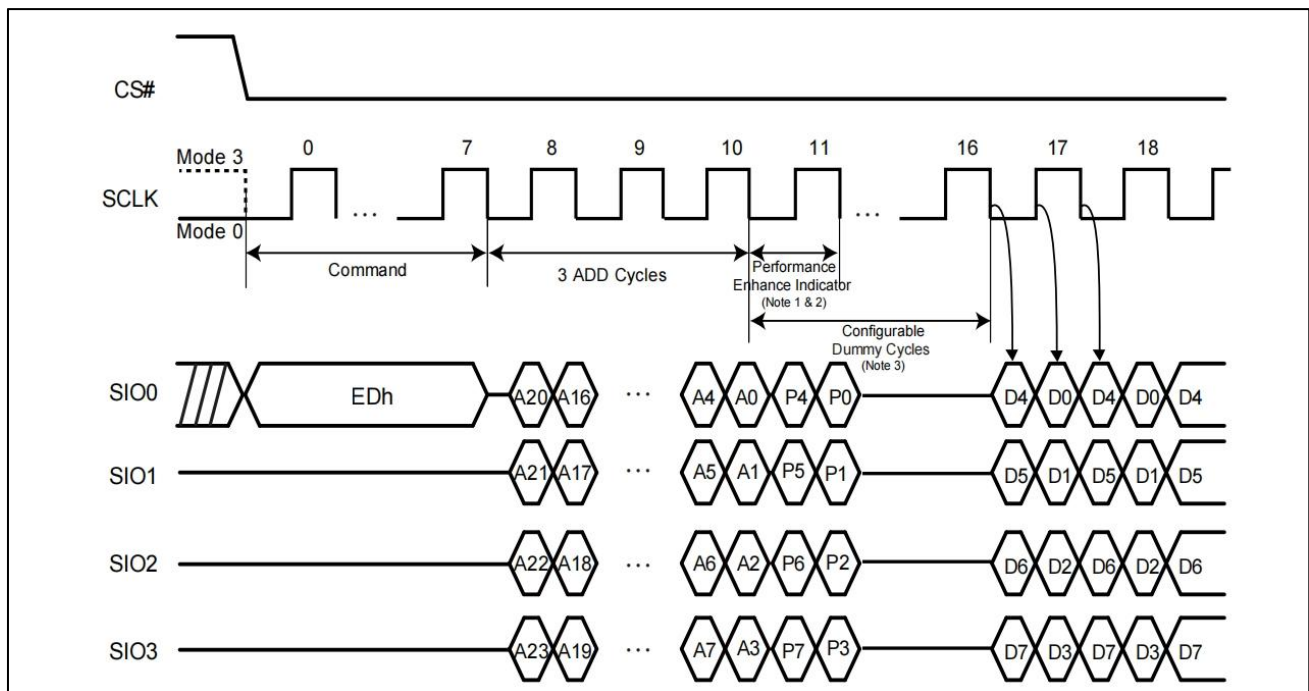 CS#
0 7 8 9 10 11 16 17 18
Mode 3
SCLK
...
...
Mode 0
Command
3 ADD Cycles
Performance
Enhance Indicator
(Note 1 & 2)
Configurable
Dummy Cycles
(Note 3)
SIO0 EDh A20 A16 ... A4 A0 P4 P0 D4 D0 D4 D0 D4
SIO1 A21 A17 ... A5 A1 P5 P1 D5 D1 D5 D1 D5
SIO2 A22 A18 ... A6 A2 P6 P2 D6 D2 D6 D2 D6
SIO3 A23 A19 ... A7 A3 P7 P3 D7 D3 D7 D3 D7